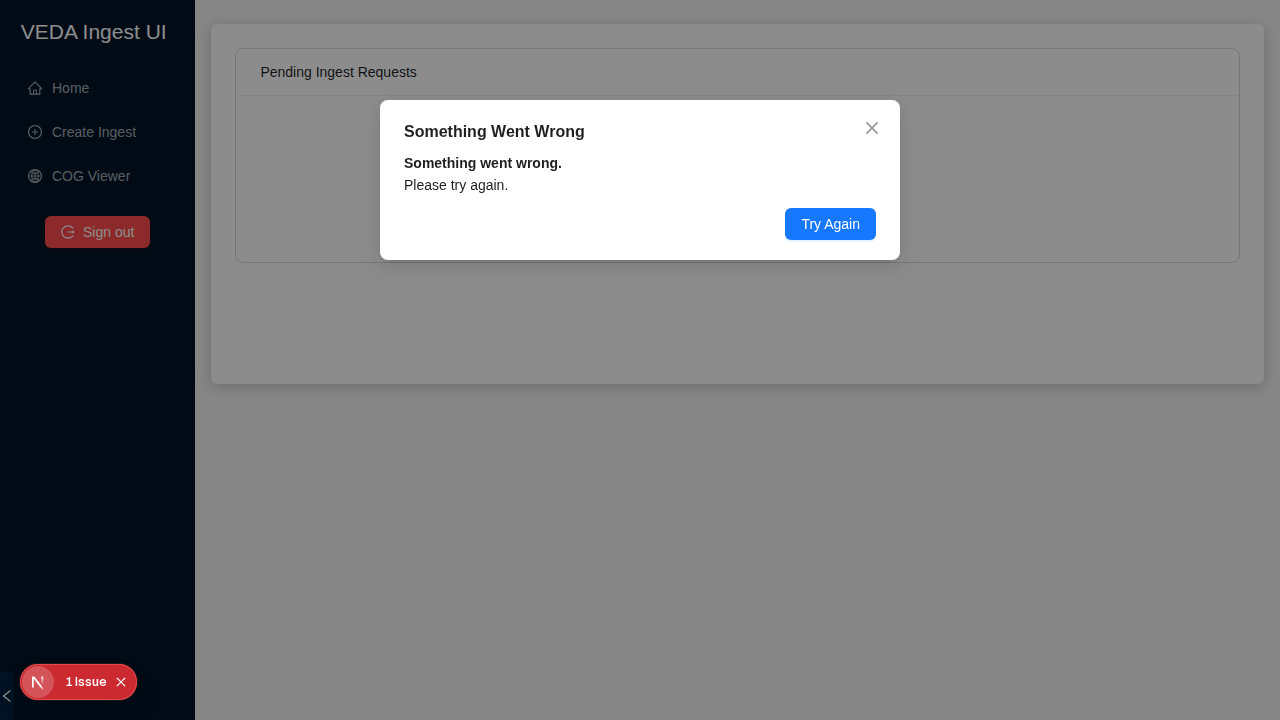 VEDA Ingest UI
Home
Create Ingest
COG Viewer
Sign out
Pending Ingest Requests
Something Went Wrong
Something went wrong.
Please try again.
Try Again
1 Issue